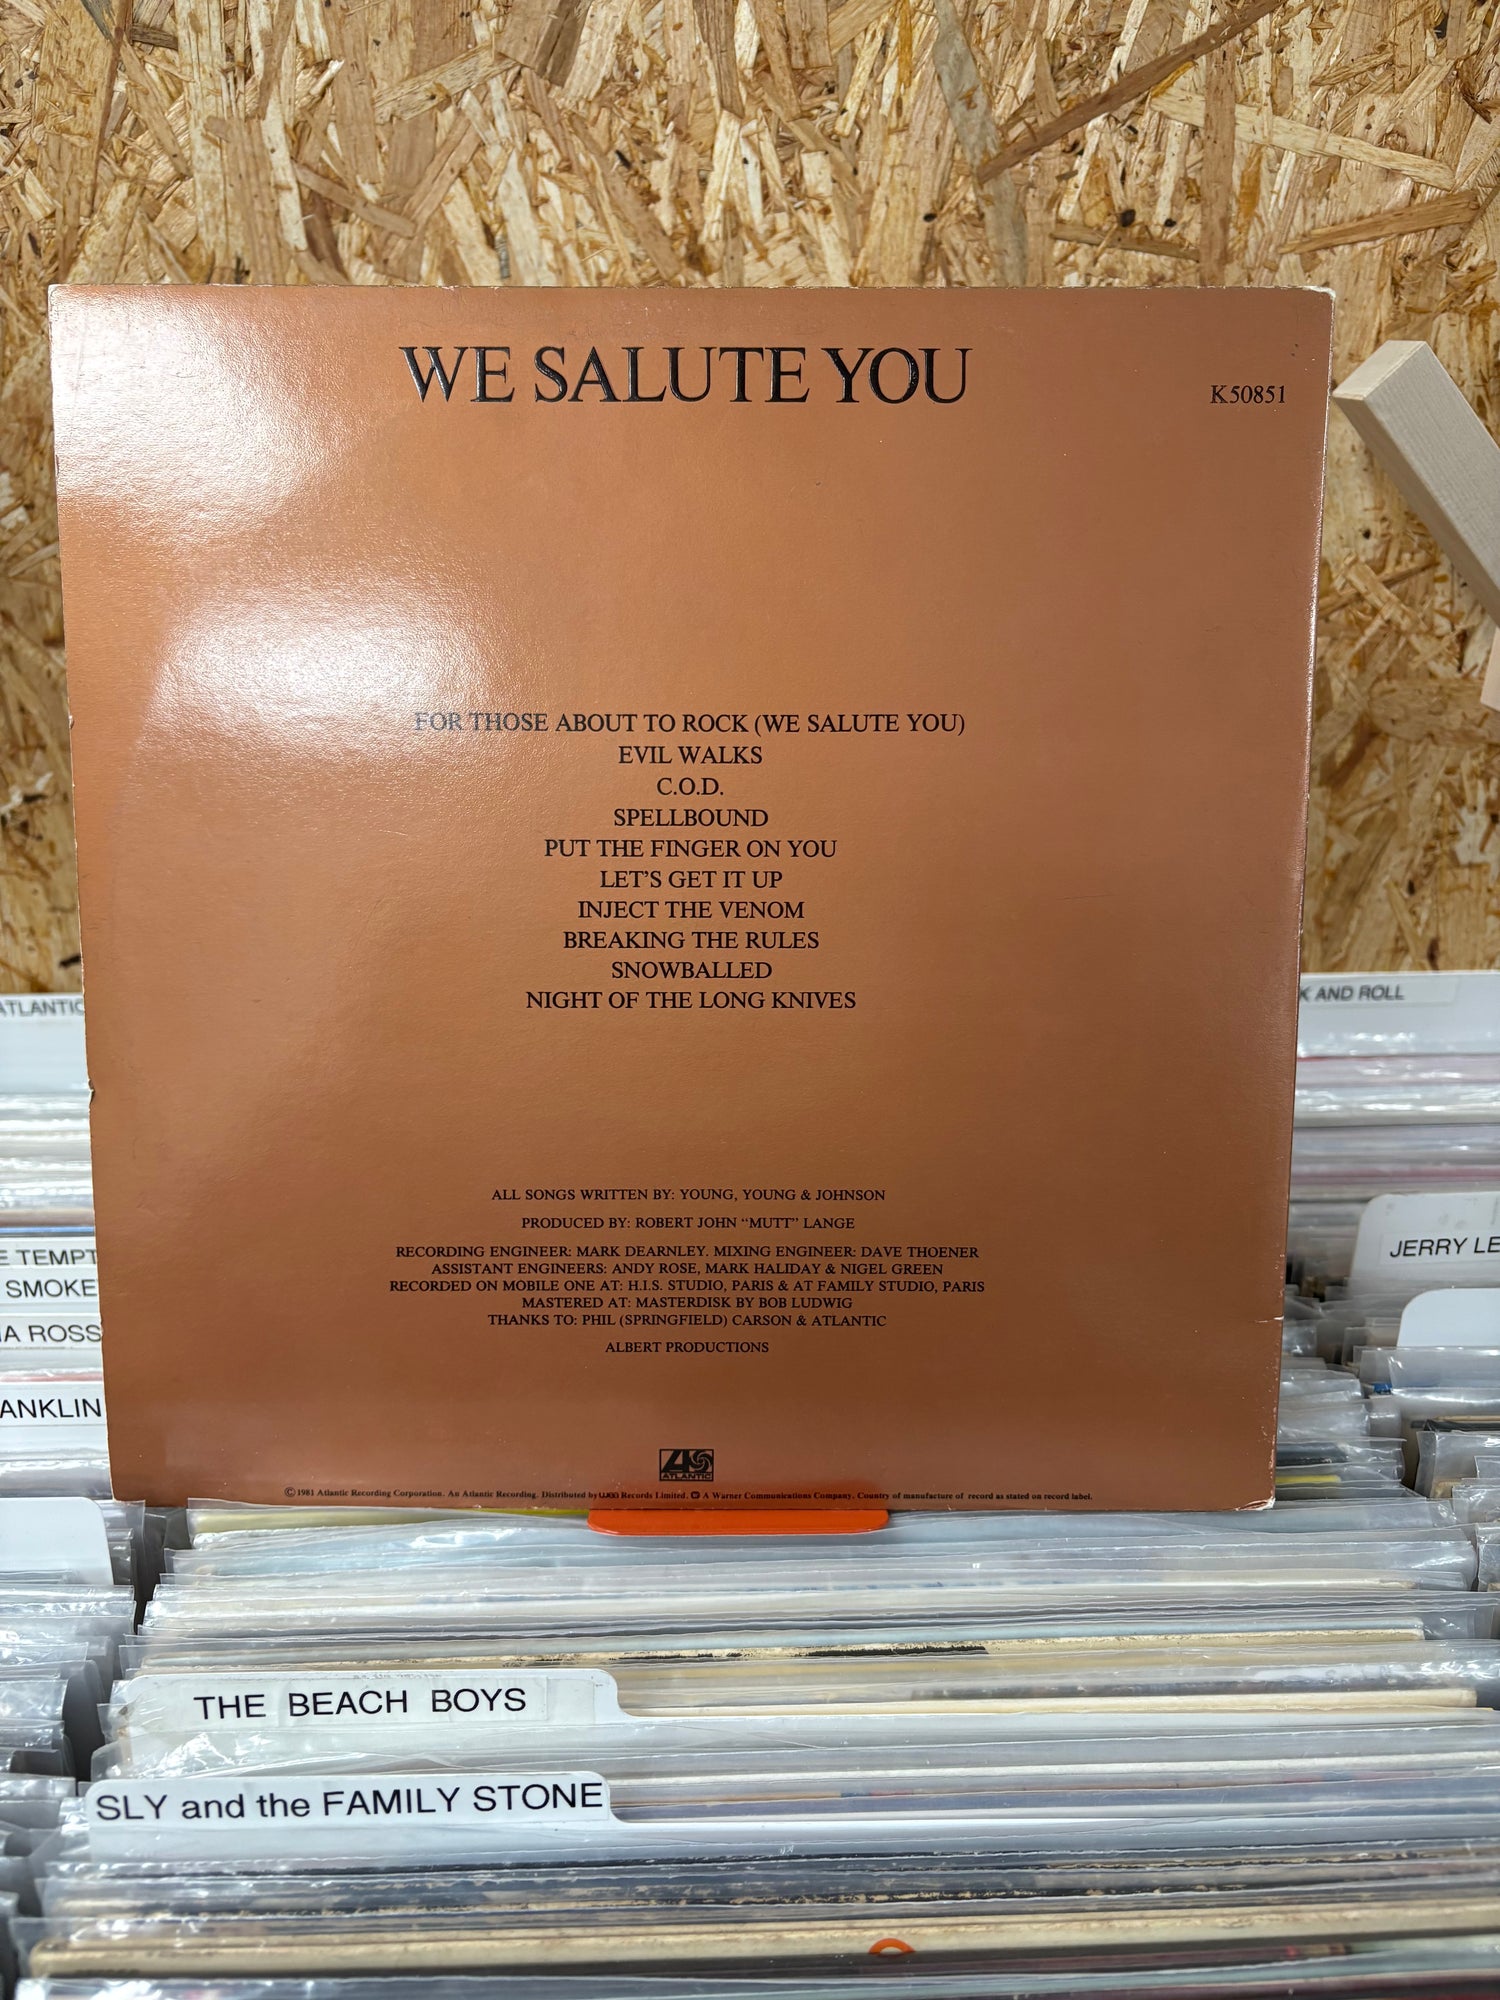 WE SALUTE YOU
K50851
FOR THOSE ABOUT TO ROCK (WE SALUTE YOU)
EVIL WALKS
C.O.D.
SPELLBOUND
PUT THE FINGER ON YOU
LET'S GET IT UP
INJECT THE VENOM
BREAKING THE RULES
SNOWBALLED
NIGHT OF THE LONG KNIVES
ATLANTIC
K AND ROLL
ALL SONGS WRITTEN BY: YOUNG, YOUNG & JOHNSON
PRODUCED BY: ROBERT JOHN "MUTT" LANGE
RECORDING ENGINEER: MARK DEARNLEY. MIXING ENGINEER: DAVE THOENER
ASSISTANT ENGINEERS: ANDY ROSE, MARK HALIDAY & NIGEL GREEN
RECORDED ON MOBILE ONE AT: H.I.S. STUDIO, PARIS & AT FAMILY STUDIO, PARIS
MASTERED AT: MASTERDISK BY BOB LUDWIG
THANKS TO: PHIL (SPRINGFIELD) CARSON & ATLANTIC
ALBERT PRODUCTIONS
E TEMPT
SMOKE
A ROSS
ANKLIN
JERRY LE
ATLANTIC
© 1981 Atlantic Recording Corporation. An Atlantic Recording. Distributed by wea Records Limited. A Warner Communications Company. Country of manufacture of record as stated on record label.
THE BEACH BOYS
SLY and the FAMILY STONE